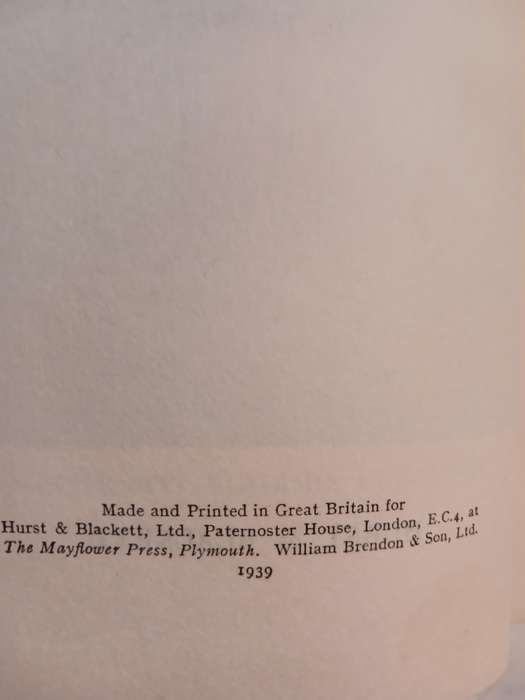 Made and Printed in Great Britain for
Hurst & Blackett, Ltd., Paternoster House, London, E.C.4, at
The Mayflower Press, Plymouth. William Brendon & Son, Ltd.
1939